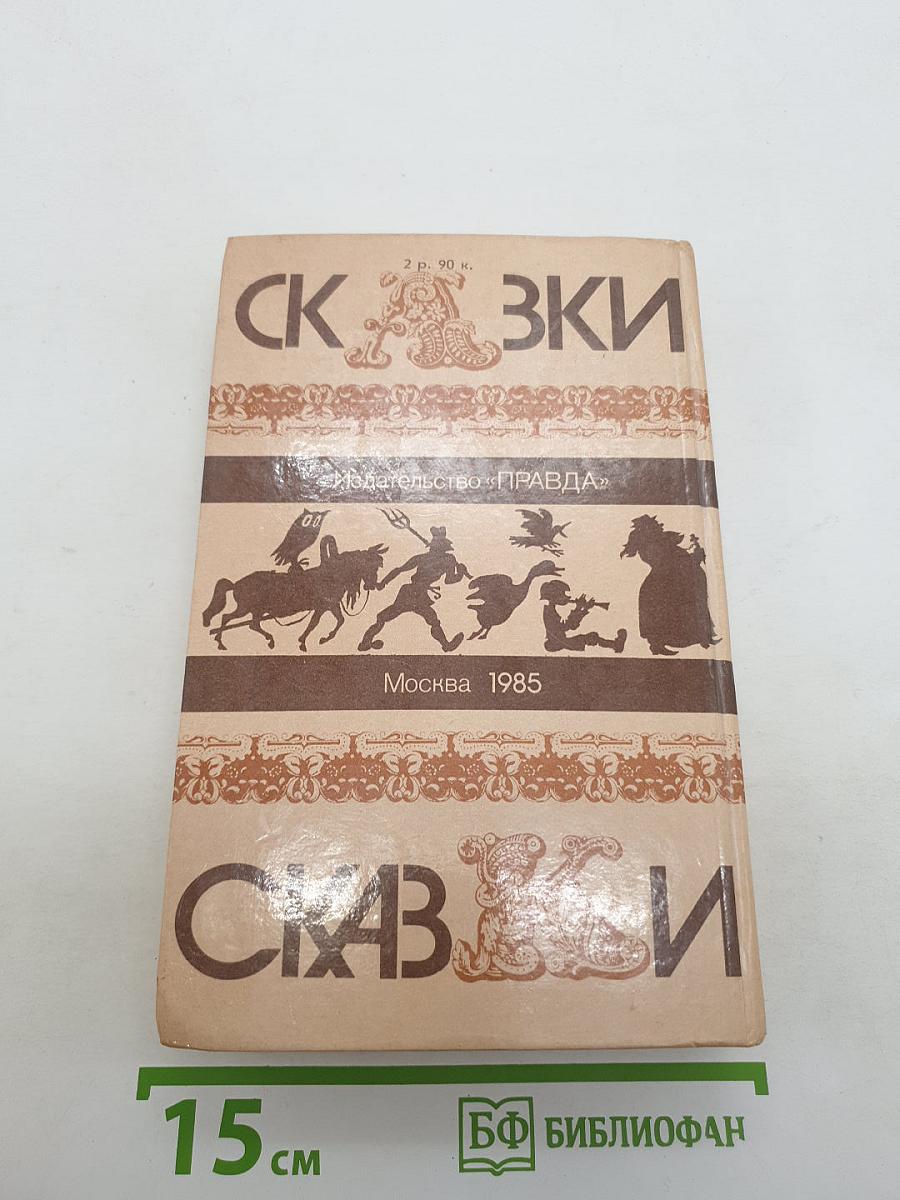 2 р. 90 к.
СКАЗКИ
Издательство «ПРАВДА»
Москва 1985
СКАЗКИ
15 см
БФ БИБЛИОФАН